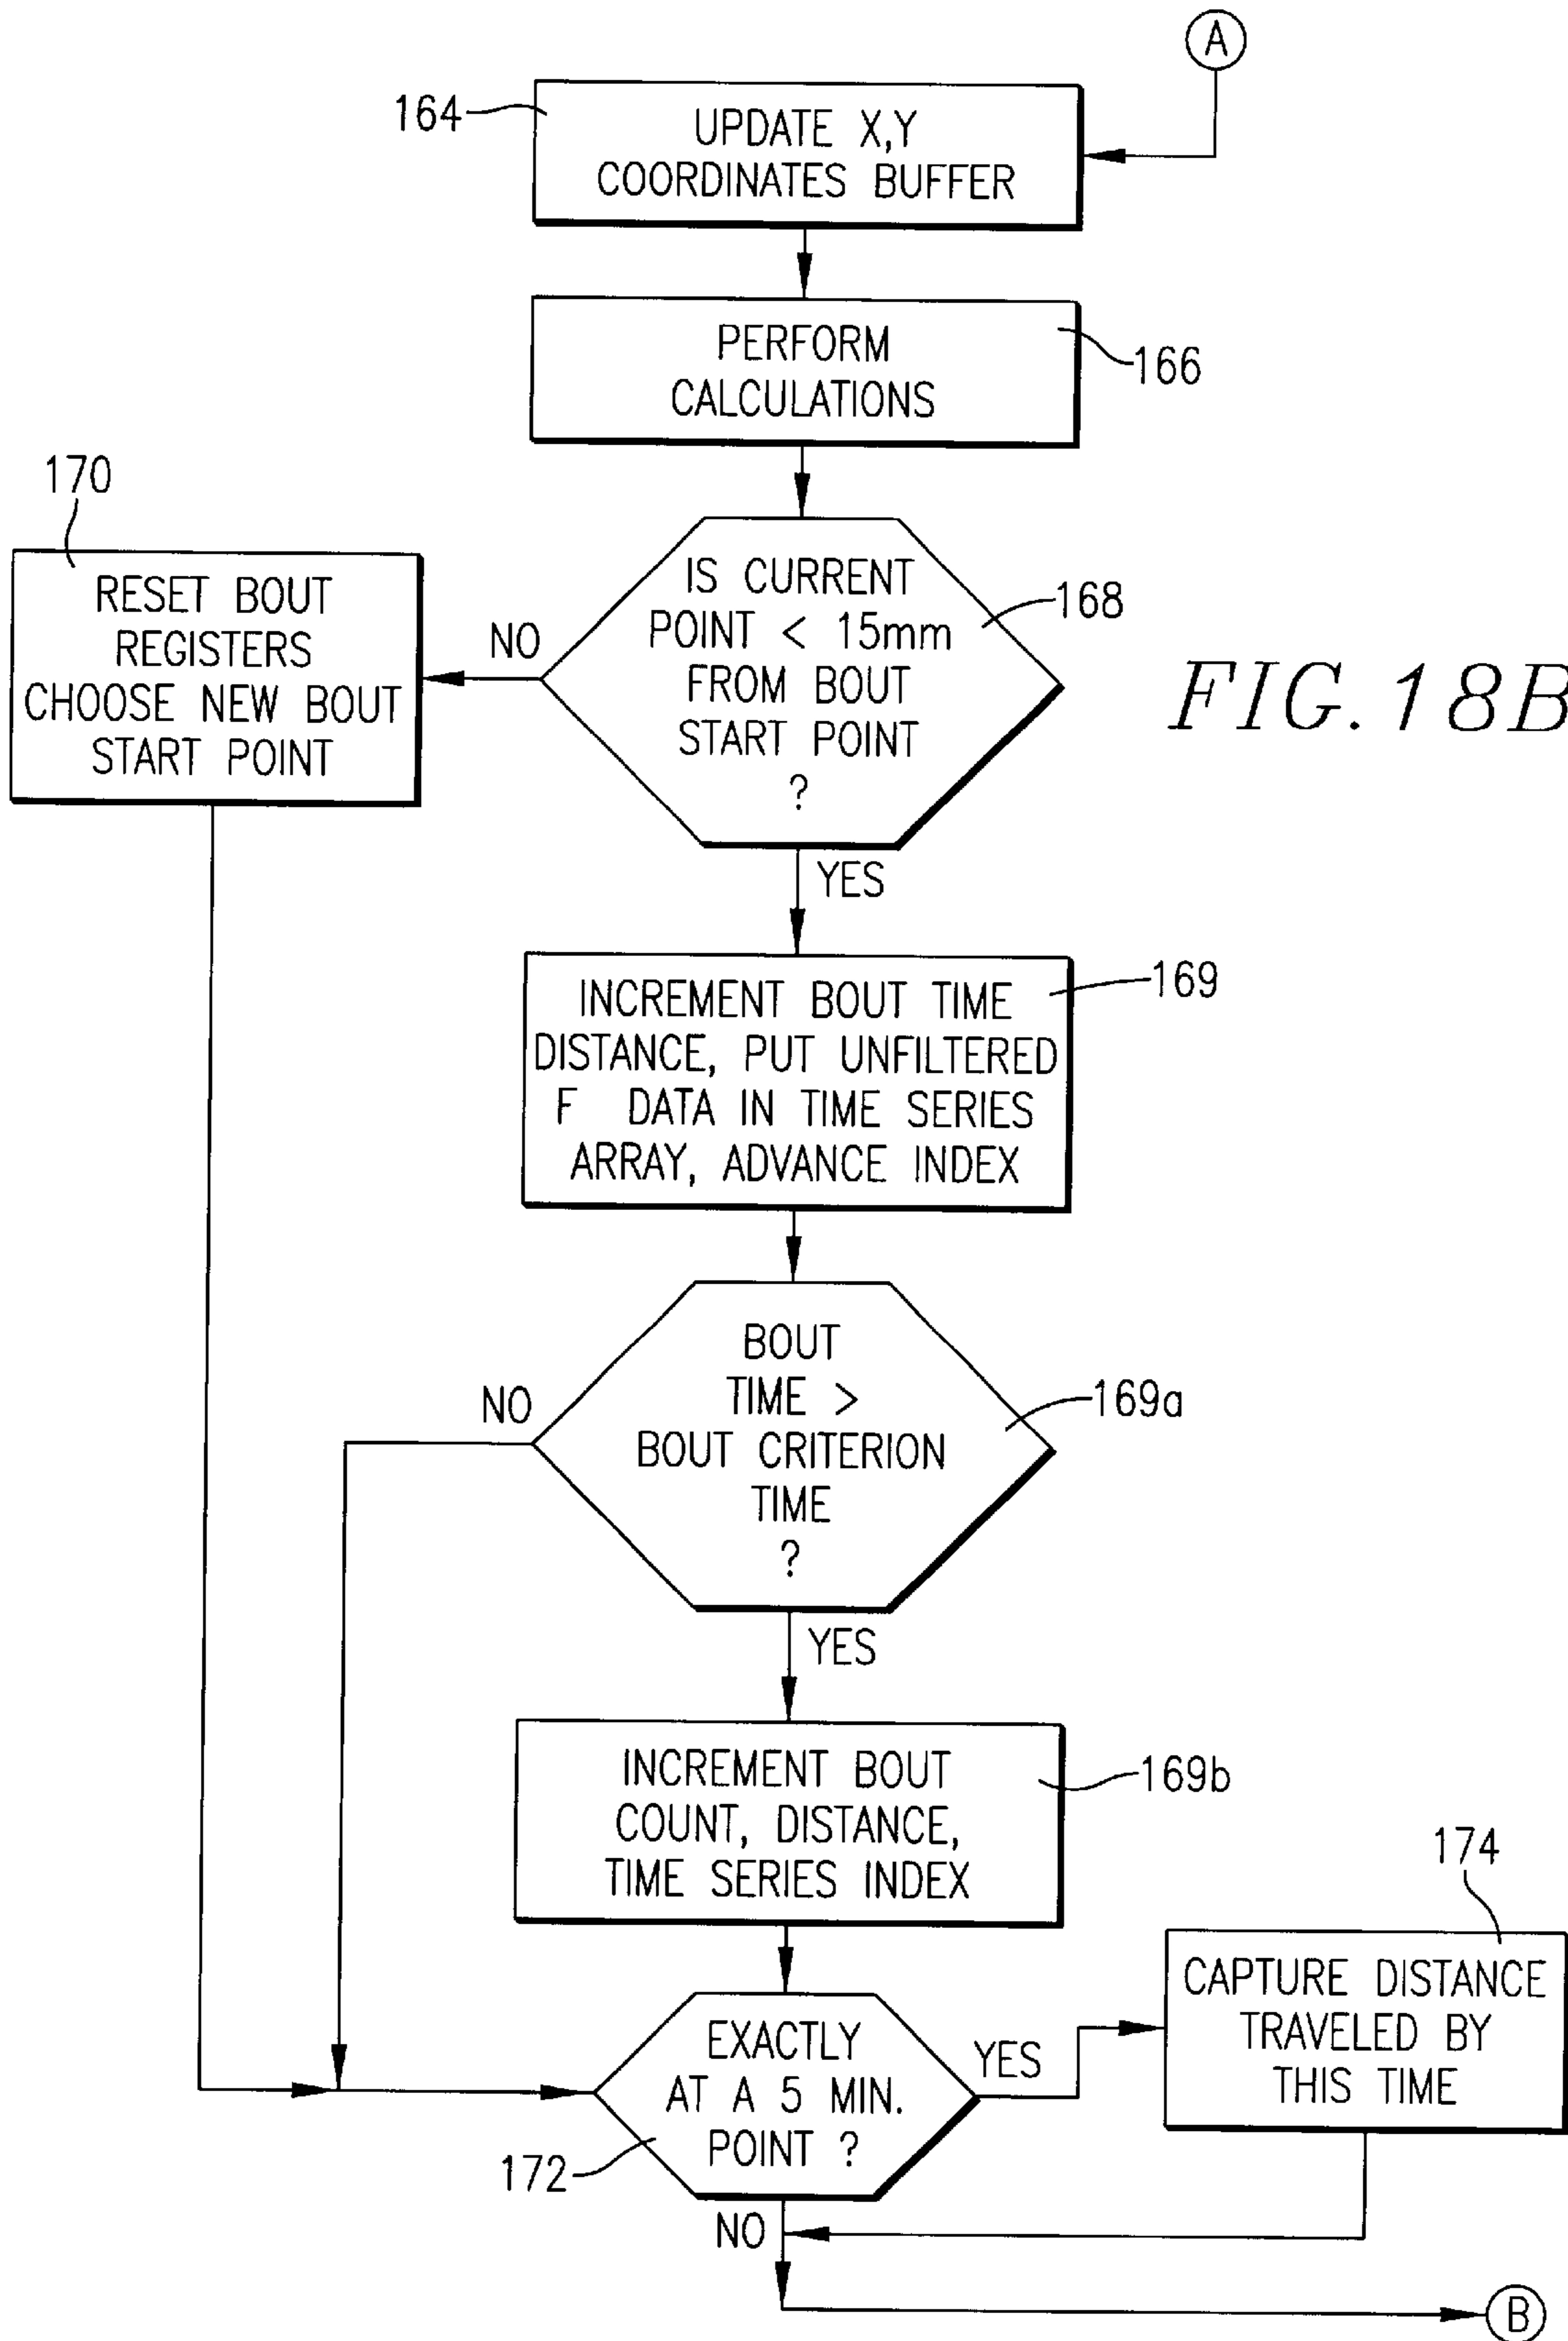 A
164
UPDATE X,Y
COORDINATES BUFFER
PERFORM
CALCULATIONS
166
170
RESET BOUT
REGISTERS
CHOOSE NEW BOUT
START POINT
NO
IS CURRENT
POINT < 15mm
FROM BOUT
START POINT
?
168
FIG. 18B
YES
INCREMENT BOUT TIME
DISTANCE, PUT UNFILTERED
F DATA IN TIME SERIES
ARRAY, ADVANCE INDEX
169
NO
BOUT
TIME >
BOUT CRITERION
TIME
?
169a
YES
INCREMENT BOUT
COUNT, DISTANCE,
TIME SERIES INDEX
169b
174
CAPTURE DISTANCE
TRAVELED BY
THIS TIME
EXACTLY
AT A 5 MIN.
POINT ?
YES
172
NO
B